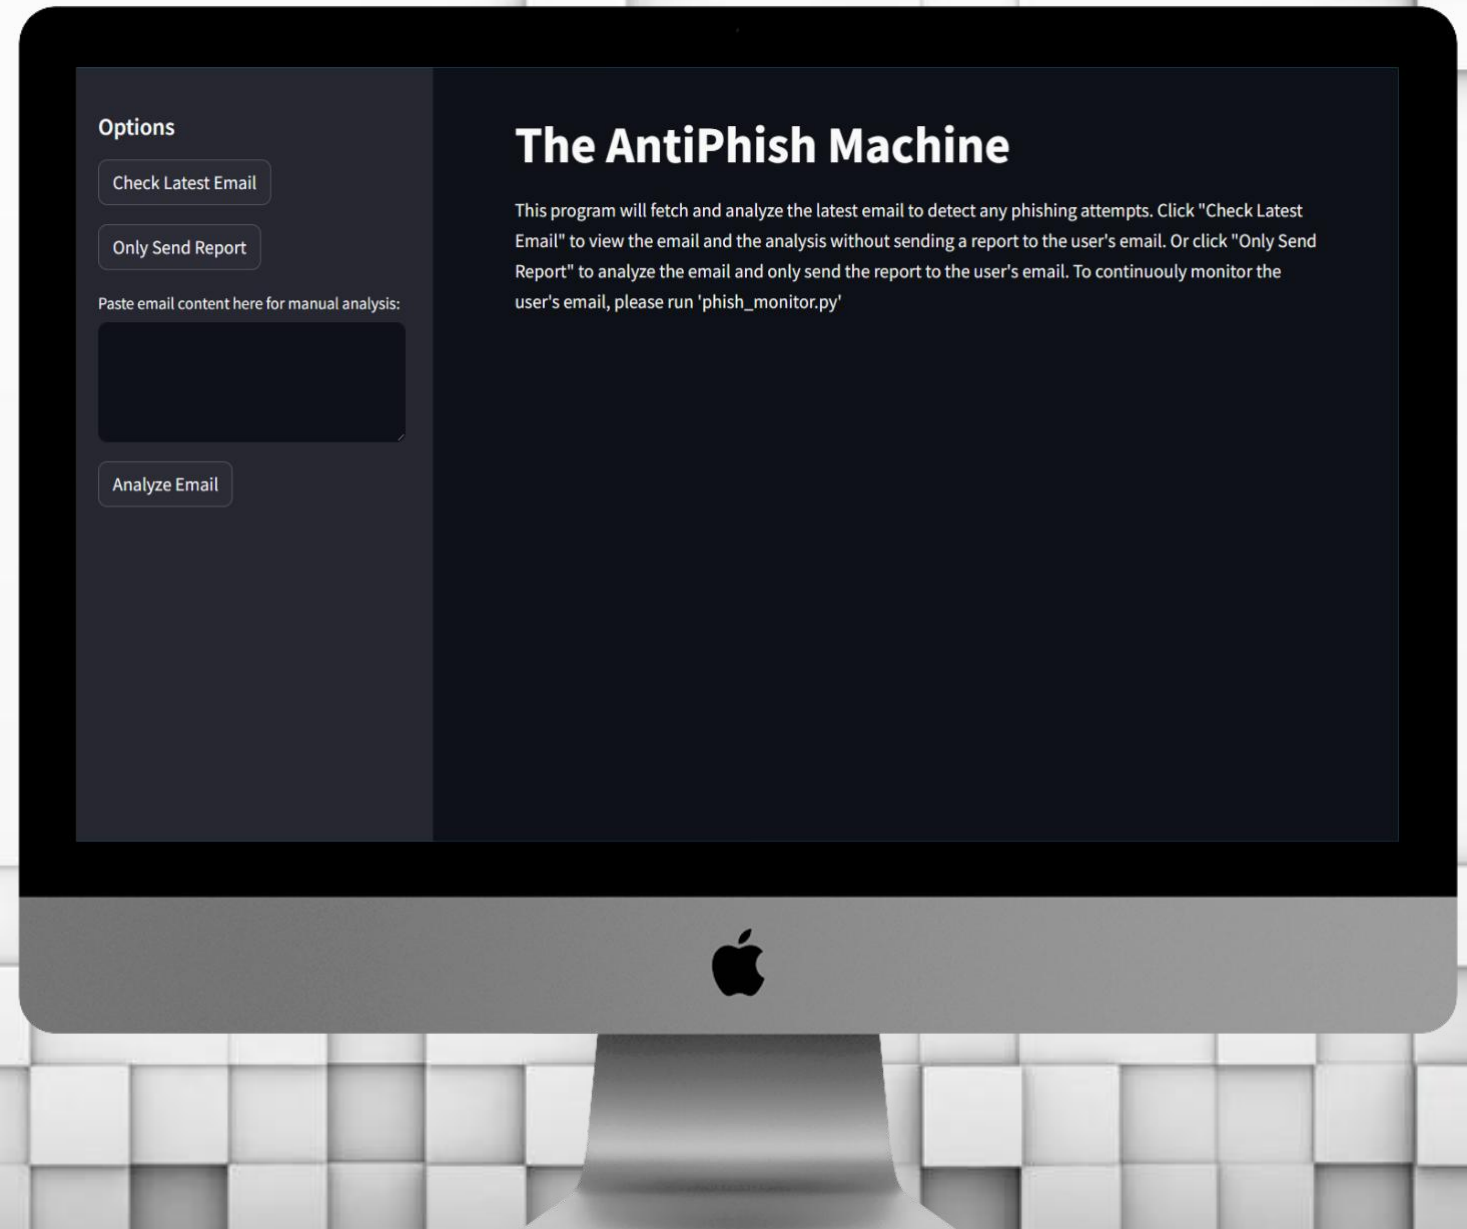 Options
Check Latest Email
Only Send Report
Paste email content here for manual analysis:
Analyze Email
The AntiPhish Machine
This program will fetch and analyze the latest email to detect any phishing attempts. Click "Check Latest
Email" to view the email and the analysis without sending a report to the user's email. Or click "Only Send
Report" to analyze the email and only send the report to the user's email. To continuouly monitor the
user's email, please run 'phish_monitor.py'